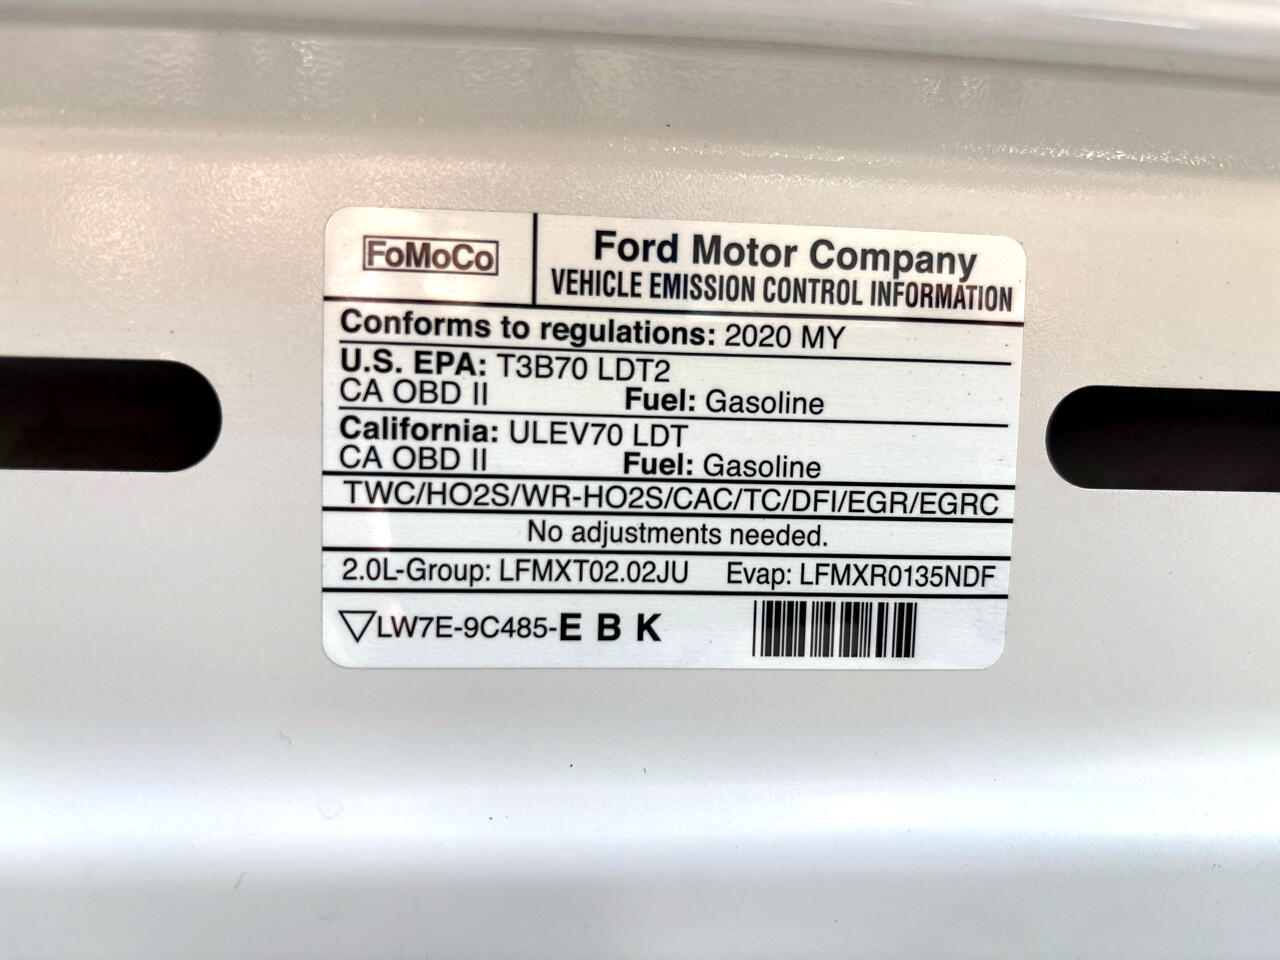 FoMoCo
Ford Motor Company
VEHICLE EMISSION CONTROL INFORMATION
Conforms to regulations: 2020 MY
U.S. EPA: T3B70 LDT2
CA OBD II Fuel: Gasoline
California: ULEV70 LDT
CA OBD II Fuel: Gasoline
TWC/HO2S/WR-HO2S/CAC/TC/DFI/EGR/EGRC
No adjustments needed.
2.0L-Group: LFMXT02.02JU Evap: LFMXR0135NDF
▽LW7E-9C485-E B K